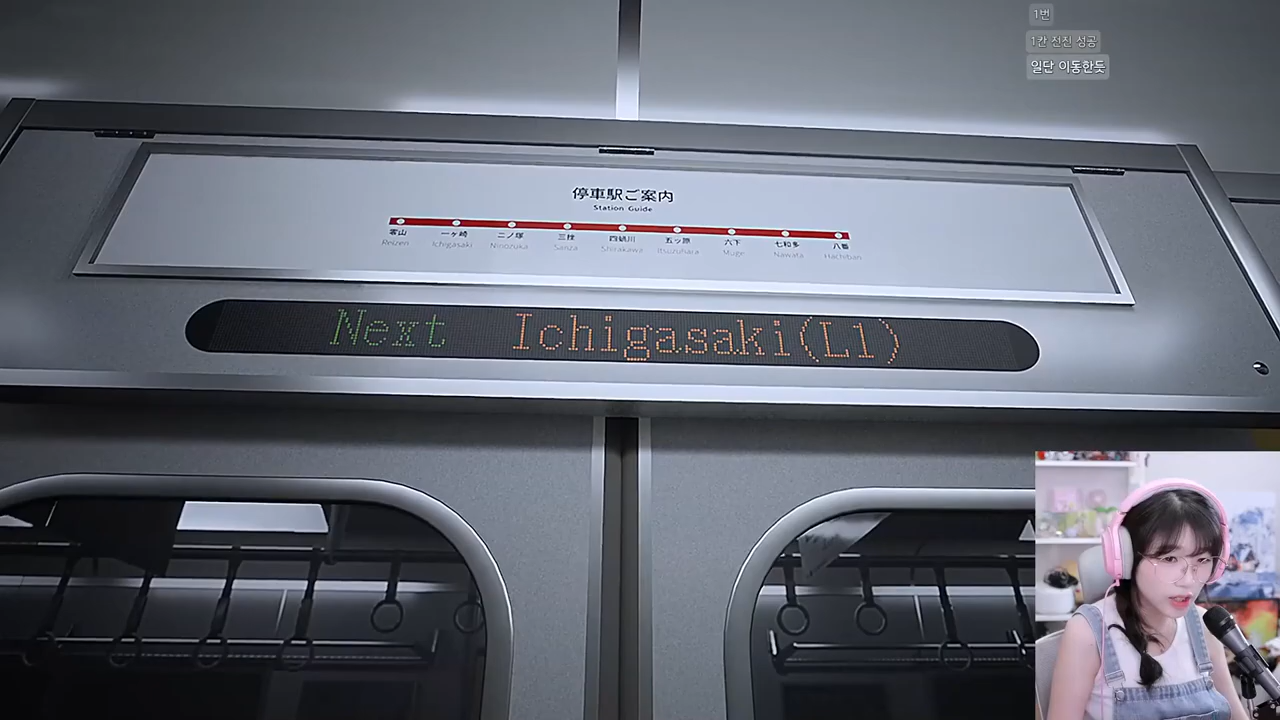 1번
1칸 전진 성공
일단 이동한듯
停車駅ご案内
Station Guide
霊山 一ヶ崎 二ノ塚 三枝 四鞆川 五ッ原 六下 七和多 八番
Reizen Ichigasaki Ninozuka Sanza Shirakawa Itsuzuhara Muge Nawata Hachiban
Next Ichigasaki(L1)